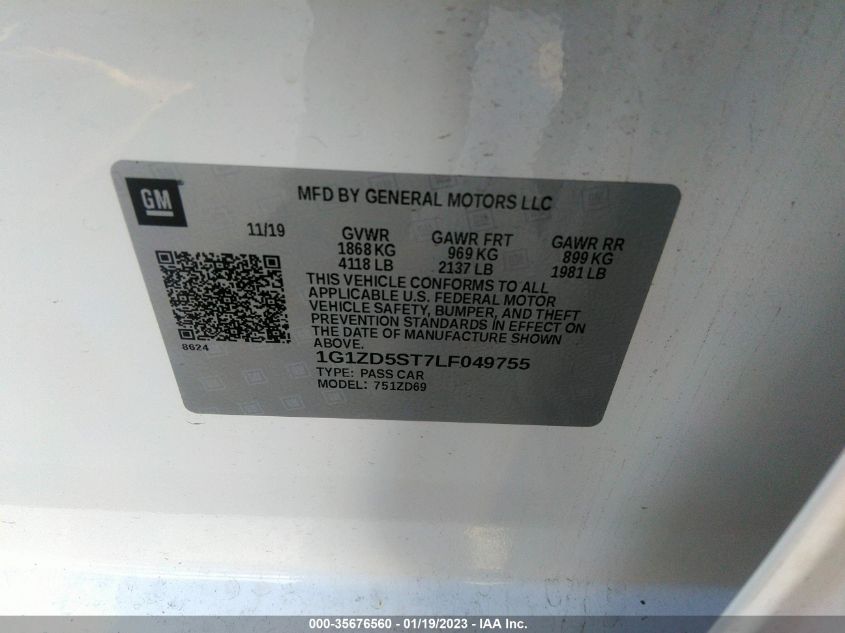 GM
MFD BY GENERAL MOTORS LLC
11/19 GVWR GAWR FRT GAWR RR
1868 KG 969 KG 899 KG
4118 LB 2137 LB 1981 LB
THIS VEHICLE CONFORMS TO ALL
APPLICABLE U.S. FEDERAL MOTOR
VEHICLE SAFETY, BUMPER, AND THEFT
PREVENTION STANDARDS IN EFFECT ON
THE DATE OF MANUFACTURE SHOWN
ABOVE.
8624
1G1ZD5ST7LF049755
TYPE: PASS CAR
MODEL: 751ZD69
000-35676560 - 01/19/2023 - IAA Inc.